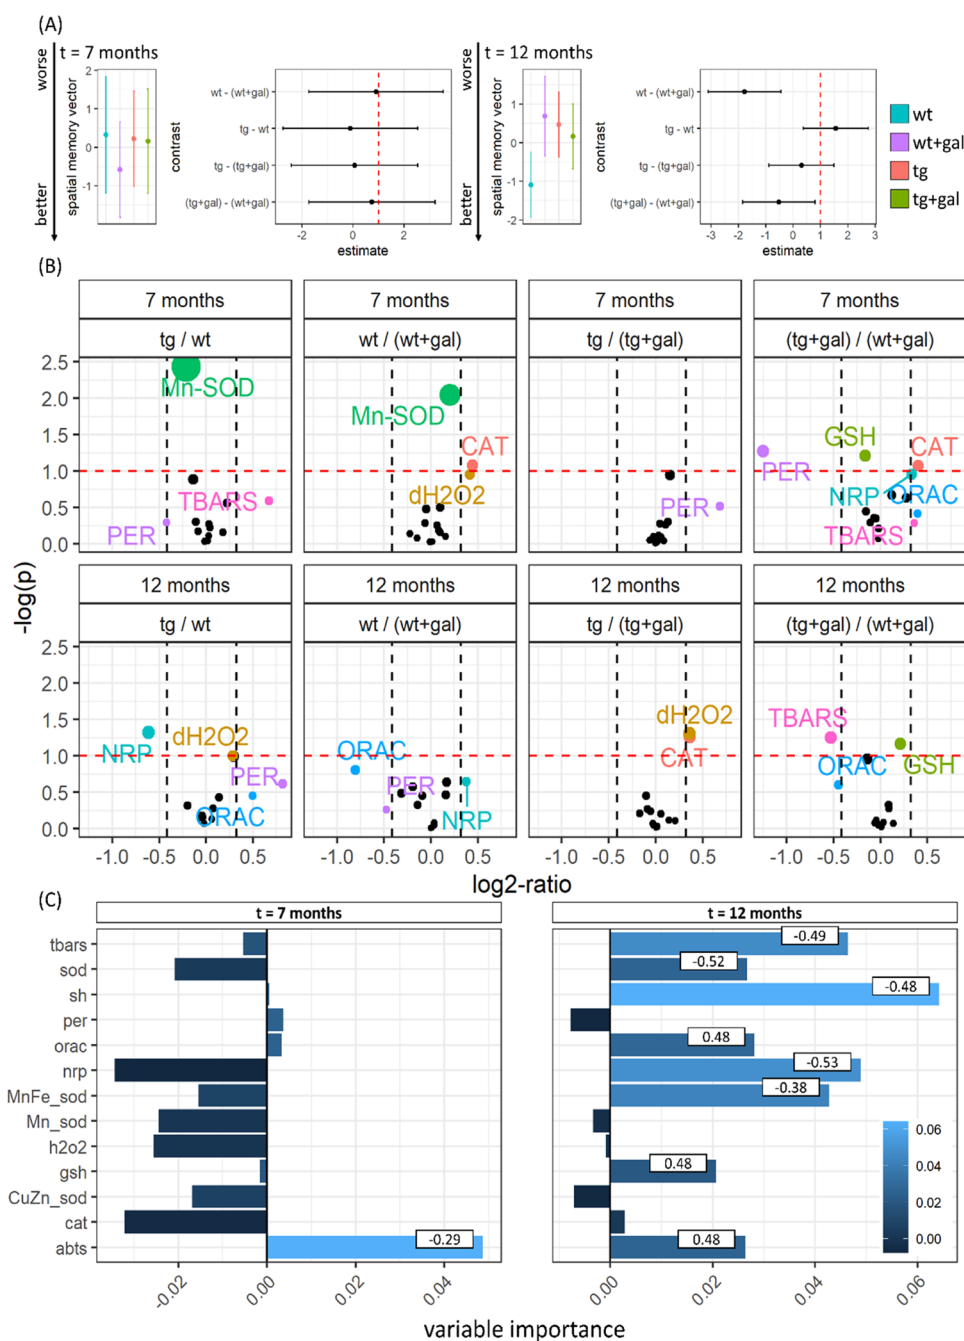 (A)
worse
better
t = 7 months
spatial memory vector
2
1
0
-1
contrast
wt - (wt+gal)
tg - wt
tg - (tg+gal)
(tg+gal) - (wt+gal)
0
2
estimate
worse
better
t = 12 months
spatial memory vector
1
0
-1
-2
contrast
wt - (wt+gal)
tg - wt
tg - (tg+gal)
(tg+gal) - (wt+gal)
-3 -2 -1 0 1 2 3
estimate
wt
wt+gal
tg
tg+gal
(B)
7 months 7 months 7 months 7 months
tg / wt wt / (wt+gal) tg / (tg+gal) (tg+gal) / (wt+gal)
2.5
2.0
1.5
1.0
0.5
0.0
Mn-SOD
TBARS
PER
Mn-SOD
CAT
dH2O2
PER
GSH
CAT
PER
NRP
ORAC
TBARS
-log(p)
12 months 12 months 12 months 12 months
tg / wt wt / (wt+gal) tg / (tg+gal) (tg+gal) / (wt+gal)
2.5
2.0
1.5
1.0
0.5
0.0
NRP
dH2O2
PER
ORAC
ORAC
PER
NRP
dH2O2
CAT
TBARS
ORAC
GSH
-1.0 -0.5 0.0 0.5 -1.0 -0.5 0.0 0.5 -1.0 -0.5 0.0 0.5 -1.0 -0.5 0.0 0.5
log2-ratio
(C)
t = 7 months
t = 12 months
tbars
sod
sh
per
orac
nrp
MnFe_sod
Mn_sod
h2o2
gsh
CuZn_sod
cat
abts
-0.29
-0.49
-0.52
-0.48
0.48
-0.53
-0.38
0.48
0.48
0.06
0.04
0.02
0.00
-0.02 0.00 0.02 0.04
0.00 0.02 0.04 0.06
variable importance